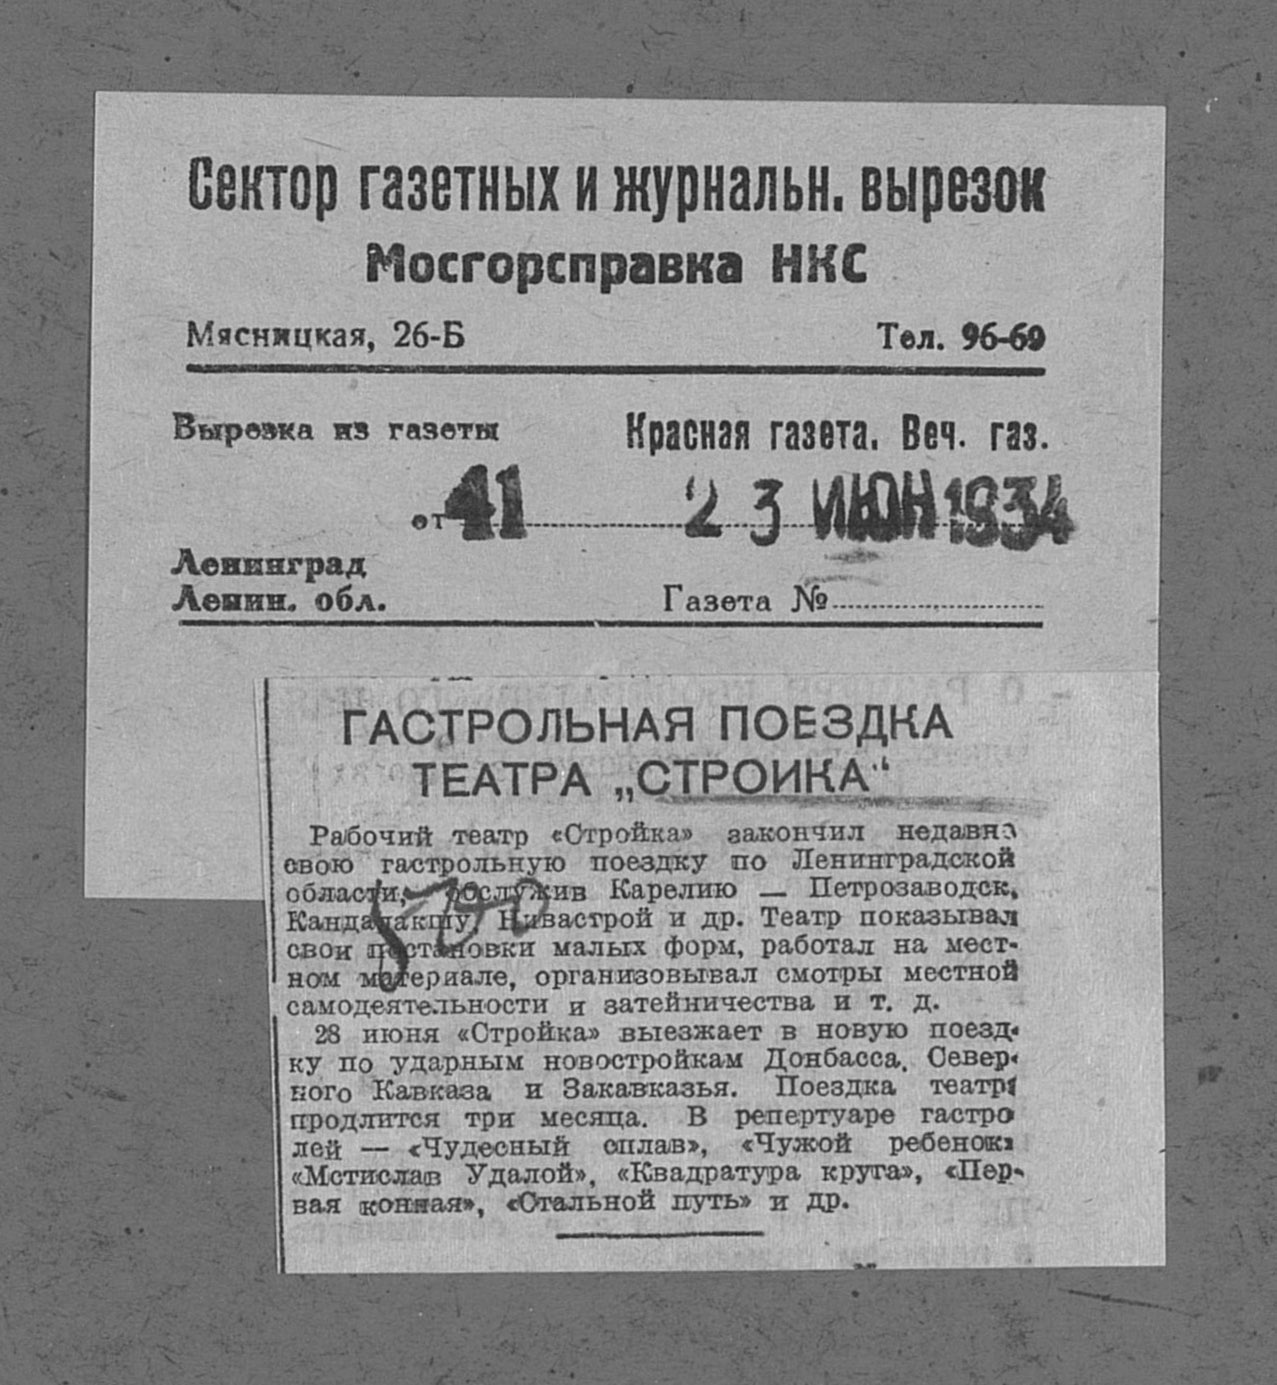 Сектор газетных и журнальн. вырезок
Мосгорсправка НКС
Мясницкая, 26-Б Тел. 96-69
Вырезка из газеты Красная газета. Веч. газ.
от 41 23 ИЮН 1934
Ленинград
Ленин. обл. Газета №
ГАСТРОЛЬНАЯ ПОЕЗДКА
ТЕАТРА „СТРОИКА“
Рабочий театр «Стройка» закончил недавно
свою гастрольную поездку по Ленинградской
области, обслужив Карелию — Петрозаводск,
Кандалакшу, Нивастрой и др. Театр показывал
свои постановки малых форм, работал на мест-
ном материале, организовывал смотры местной
самодеятельности и затейничества и т. д.
28 июня «Стройка» выезжает в новую поезд-
ку по ударным новостройкам Донбасса, Север-
ного Кавказа и Закавказья. Поездка театра
продлится три месяца. В репертуаре гастро
лей — «Чудесный сплав», «Чужой ребенок»
«Мстислав Удалой», «Квадратура круга», «Пер-
вая конная», «Стальной путь» и др.